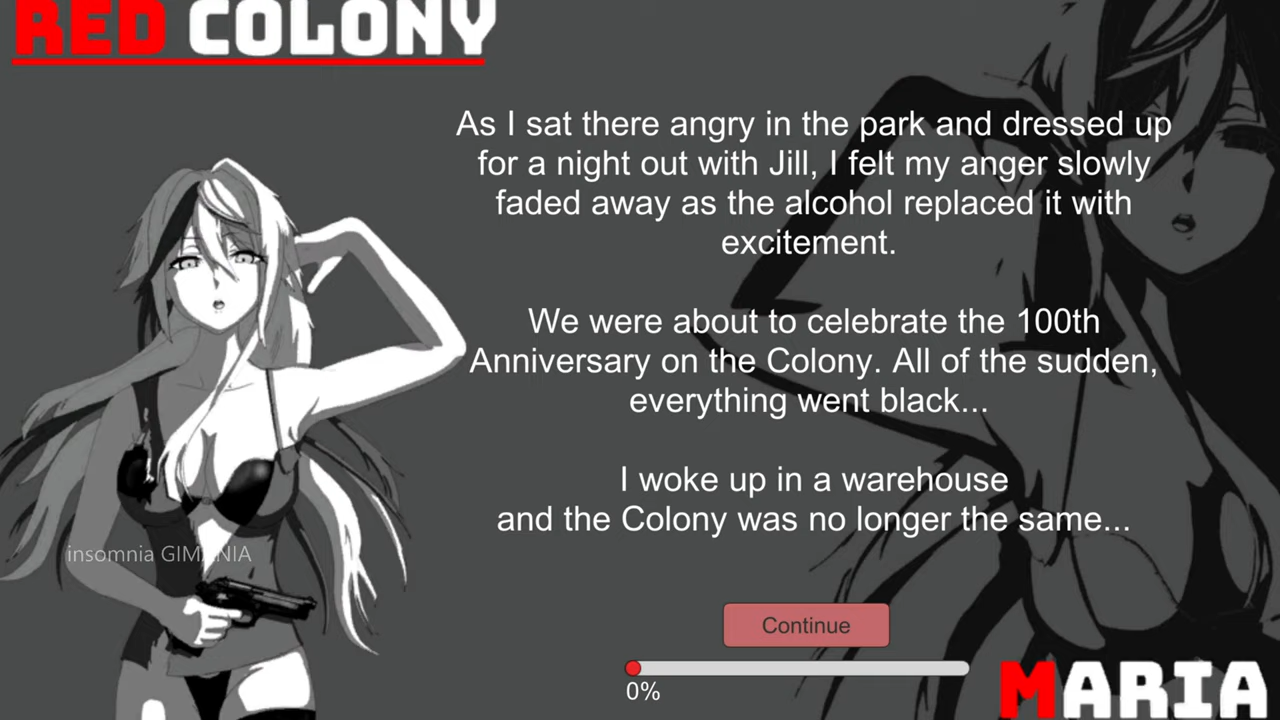 RED COLONY
As I sat there angry in the park and dressed up
for a night out with Jill, I felt my anger slowly
faded away as the alcohol replaced it with
excitement.
We were about to celebrate the 100th
Anniversary on the Colony. All of the sudden,
everything went black...
I woke up in a warehouse
and the Colony was no longer the same...
insomnia GIMANIA
Continue
0%
MARIA